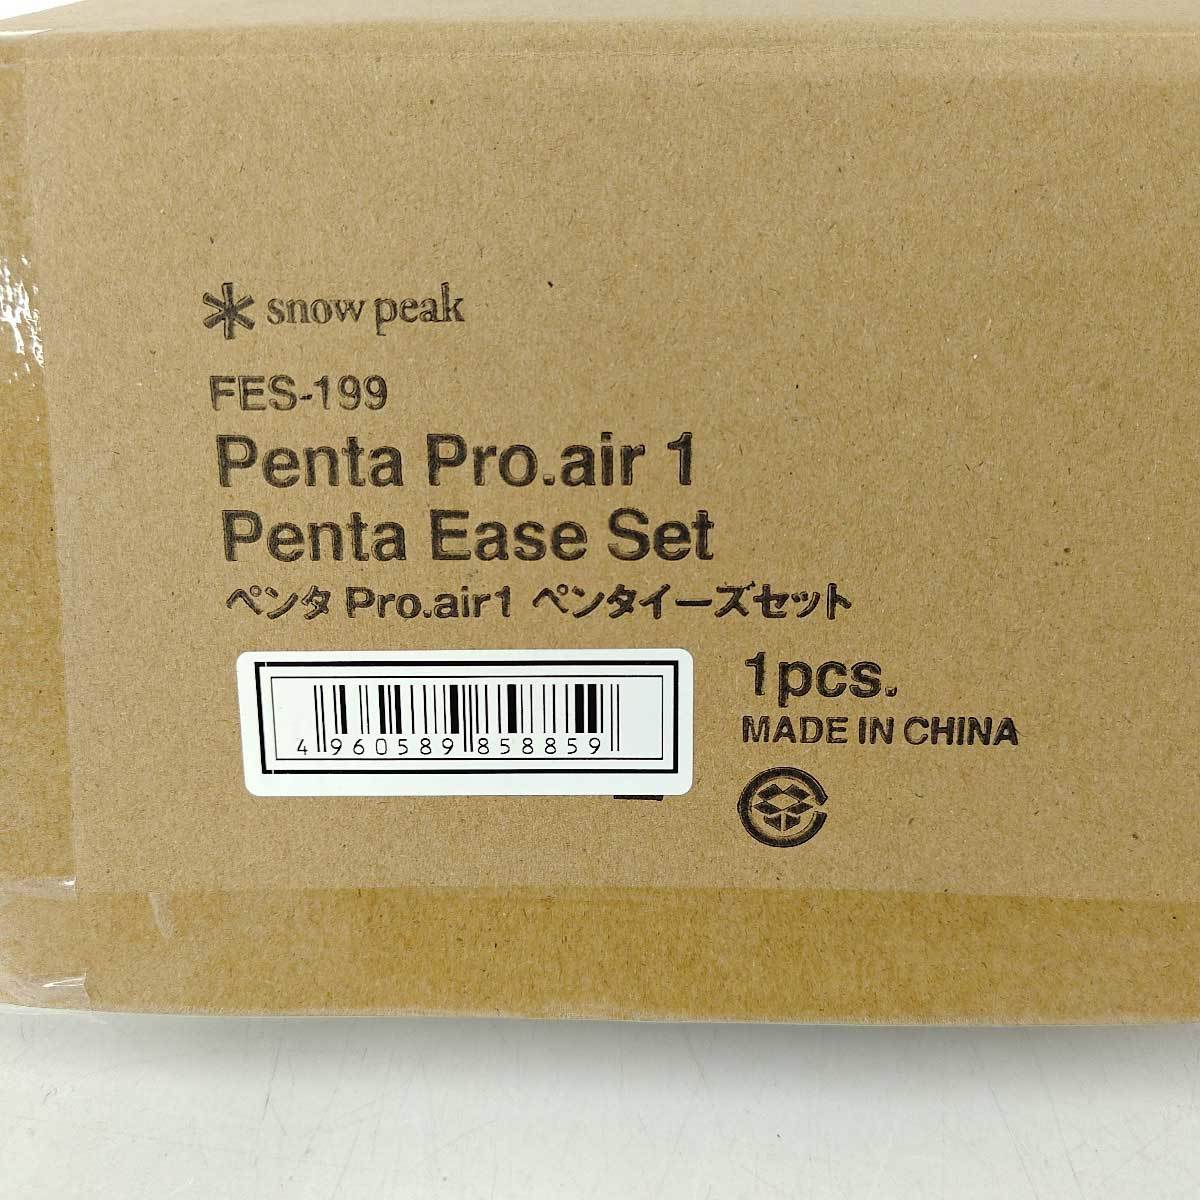 snow peak
FES-199
Penta Pro.air 1
Penta Ease Set
ペンタ Pro.air1 ペンタイーズセット
1pcs.
MADE IN CHINA
4 960589 858859